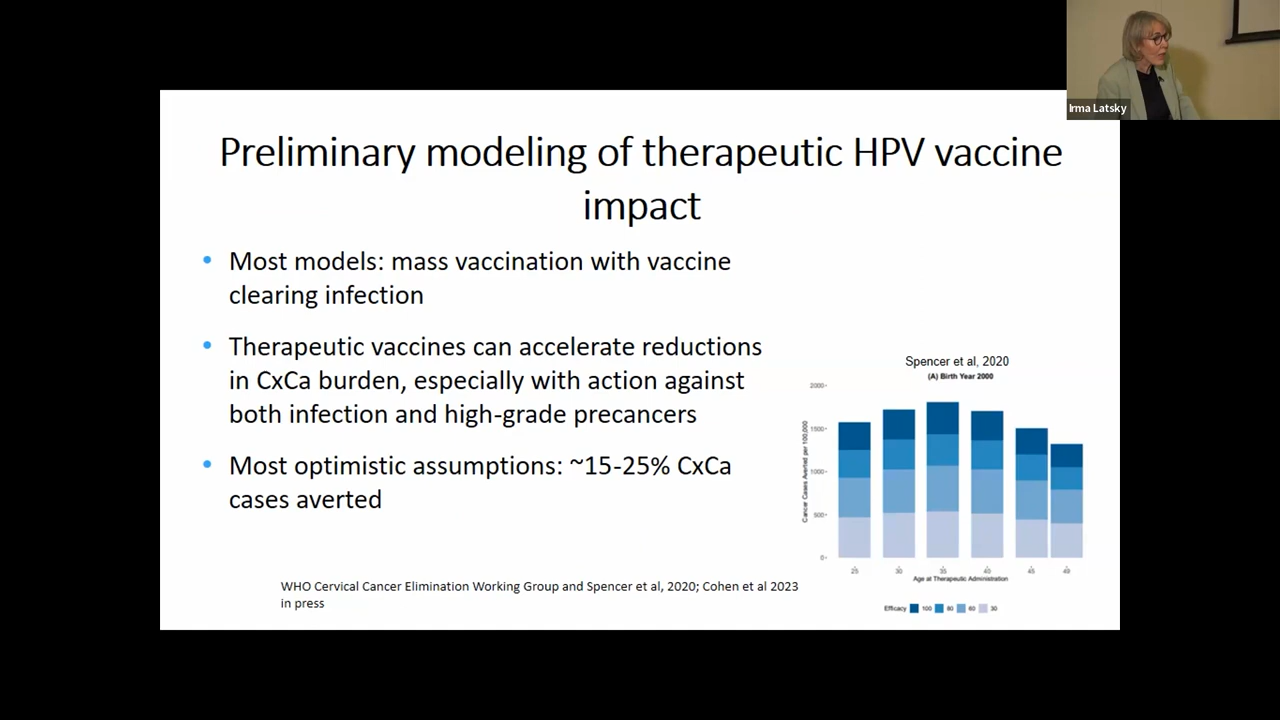 Irma Latsky
Preliminary modeling of therapeutic HPV vaccine
impact
• Most models: mass vaccination with vaccine
clearing infection
• Therapeutic vaccines can accelerate reductions
in CxCa burden, especially with action against
both infection and high-grade precancers
• Most optimistic assumptions: ~15-25% CxCa
cases averted
WHO Cervical Cancer Elimination Working Group and Spencer et al, 2020; Cohen et al 2023
in press
Spencer et al, 2020
(A) Birth Year 2000
Cancer Cases Averted per 100,000
2000
1500
1000
500
0
25 30 35 40 45
Age at Therapeutic Administration
Efficacy 100 80 60 30